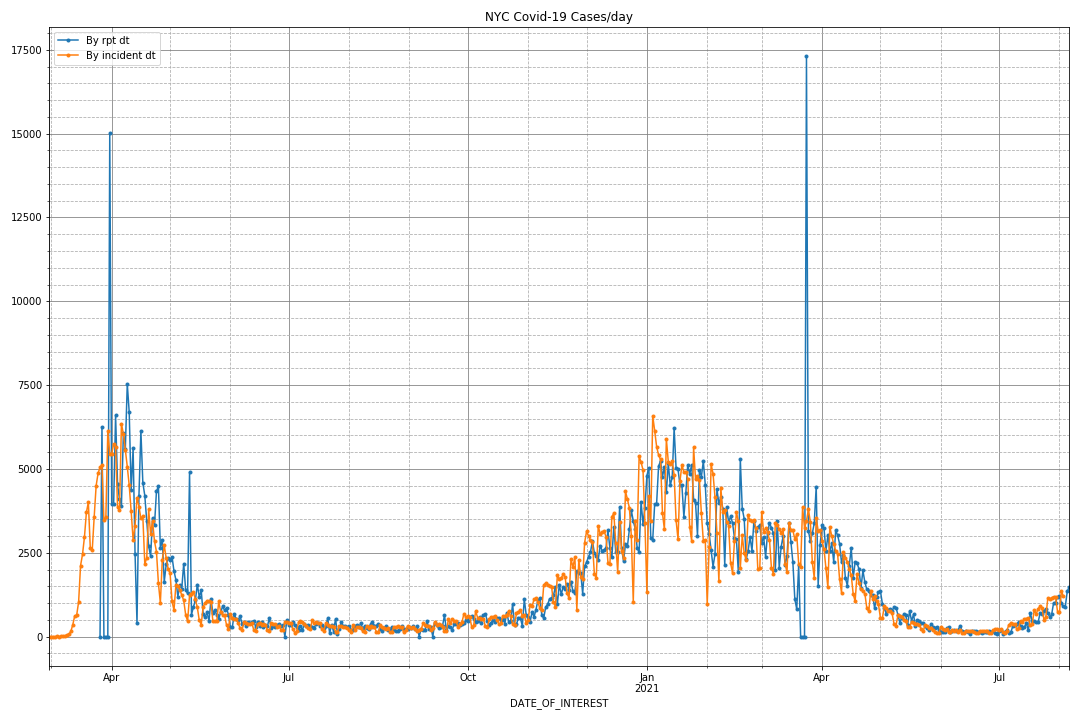 NYC Covid-19 Cases/day
By rpt dt
By incident dt
17500
15000
12500
10000
7500
5000
2500
0
Apr
Jul
Oct
Jan
2021
Apr
Jul
DATE_OF_INTEREST